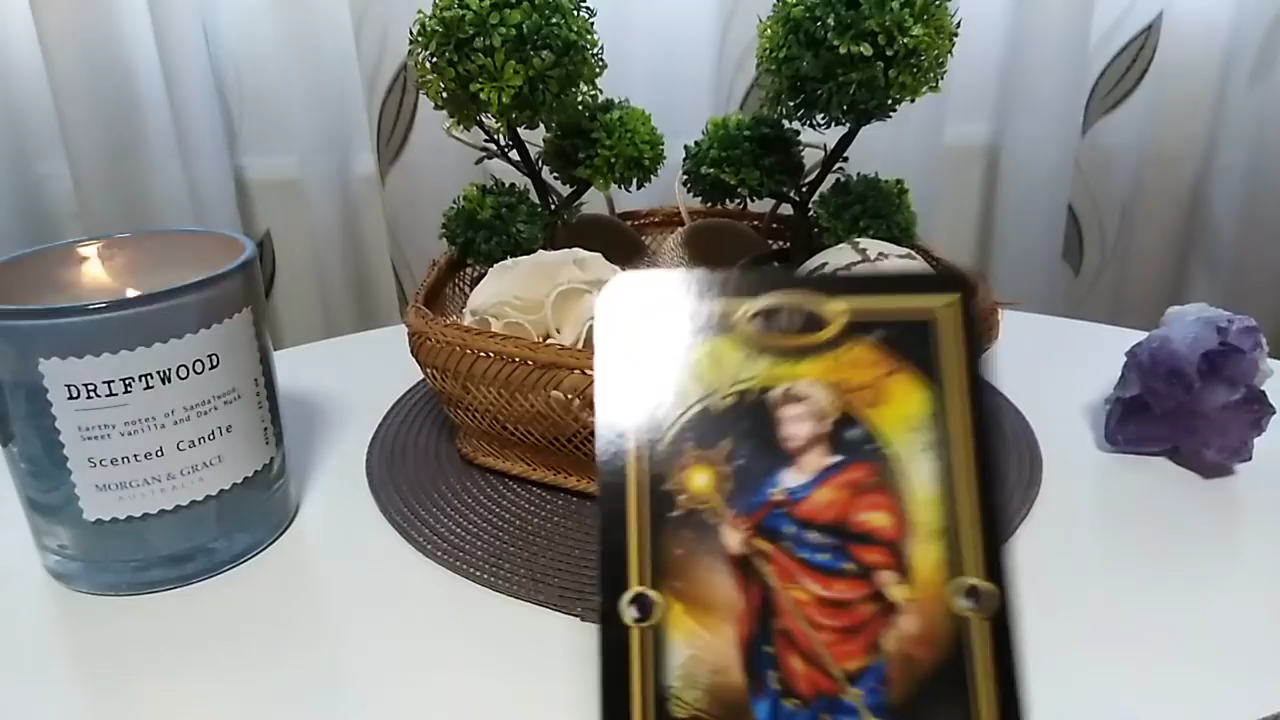 DRIFTWOOD
Earthy notes of Sandalwood,
Sweet Vanilla and Dark Musk
Scented Candle
MORGAN & GRACE
AUSTRALIA